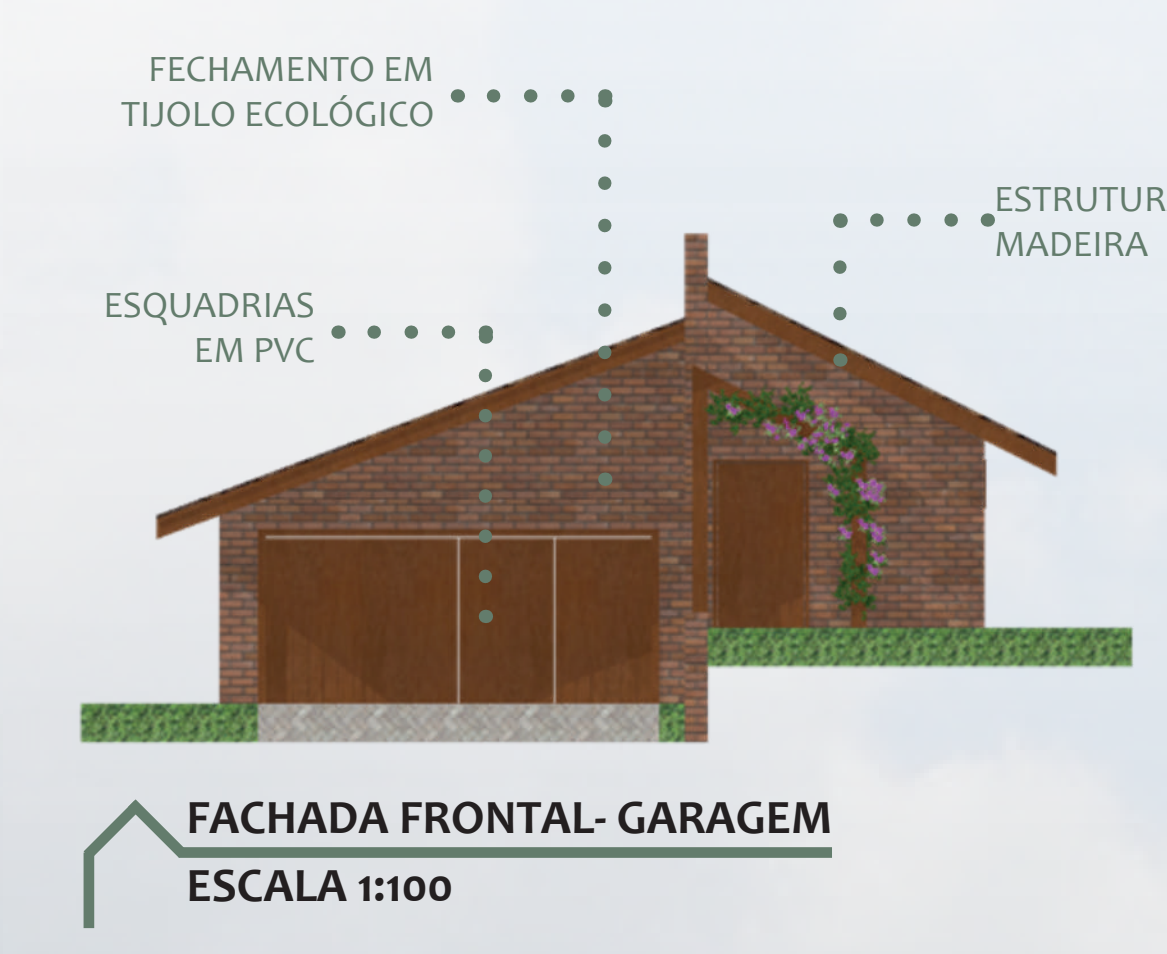 FECHAMENTO EM
TIJOLO ECOLÓGICO
ESTRUTUR
MADEIRA
ESQUADRIAS
EM PVC
FACHADA FRONTAL- GARAGEM
ESCALA 1:100